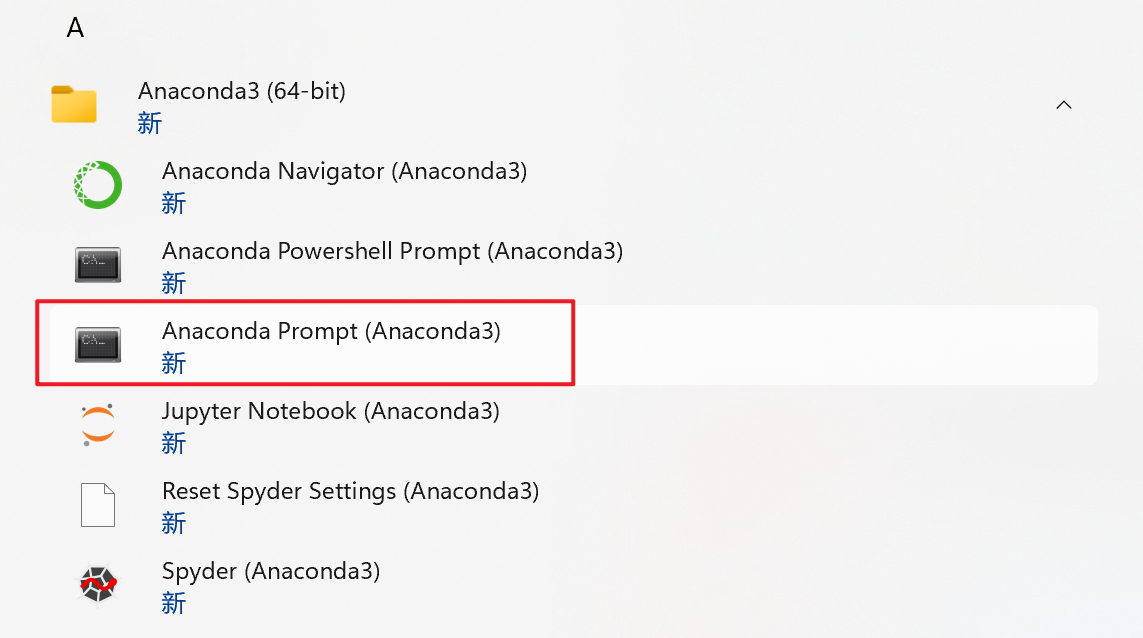 A
Anaconda3 (64-bit)
新
Anaconda Navigator (Anaconda3)
新
Anaconda Powershell Prompt (Anaconda3)
新
Anaconda Prompt (Anaconda3)
新
Jupyter Notebook (Anaconda3)
新
Reset Spyder Settings (Anaconda3)
新
Spyder (Anaconda3)
新